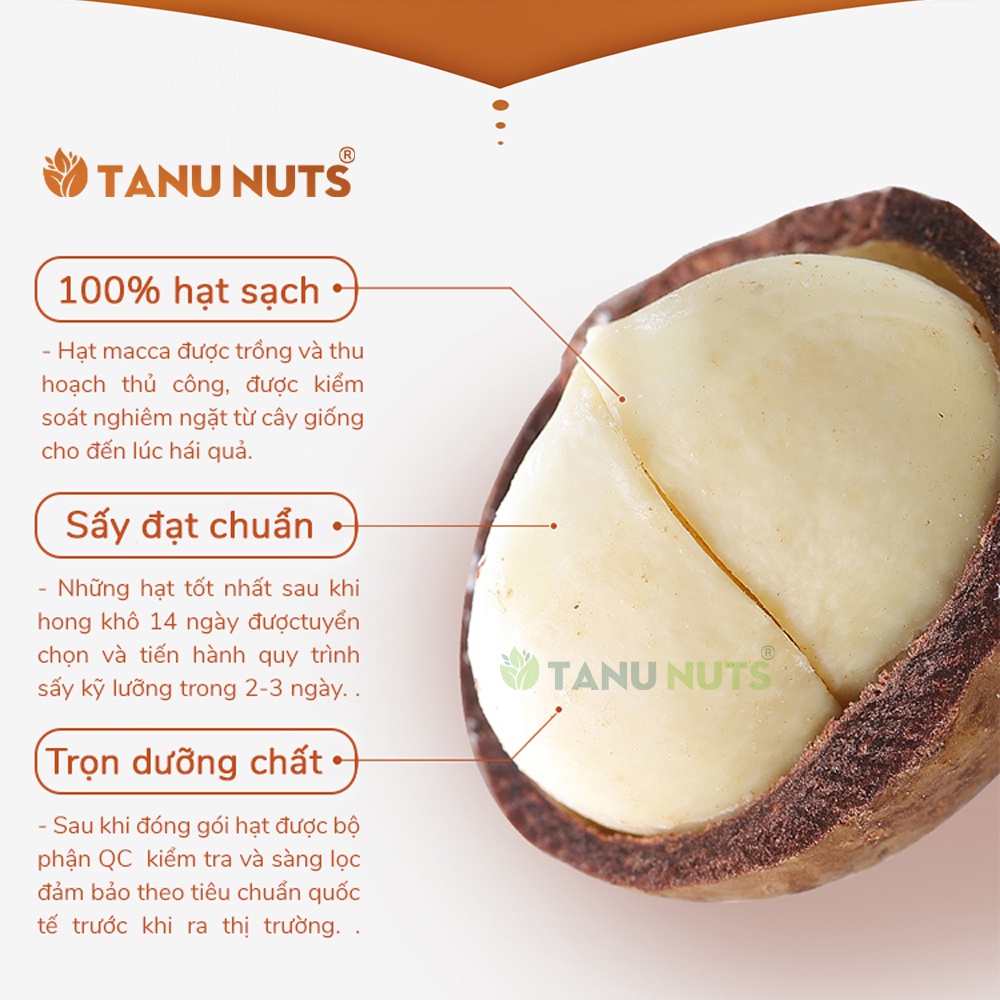 TANU NUTS®
100% hạt sạch
- Hạt macca được trồng và thu
hoạch thủ công, được kiểm
soát nghiêm ngặt từ cây giống
cho đến lúc hái quả.
Sấy đạt chuẩn
- Những hạt tốt nhất sau khi
hong khô 14 ngày đượctuyển
chọn và tiến hành quy trình
sấy kỹ lưỡng trong 2-3 ngày. .
TANU NUTS®
Trọn dưỡng chất
- Sau khi đóng gói hạt được bộ
phận QC kiểm tra và sàng lọc
đảm bảo theo tiêu chuẩn quốc
tế trước khi ra thị trường. .